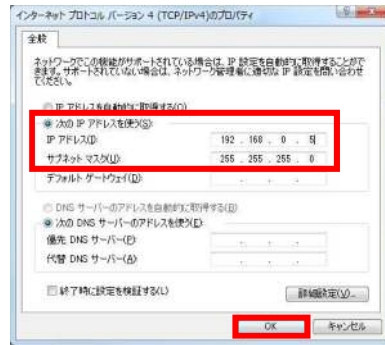 インターネット プロトコル バージョン 4 (TCP/IPv4)のプロパティ
全般
ネットワークでこの機能がサポートされている場合は、IP 設定を自動的に取得することがで
きます。サポートされていない場合は、ネットワーク管理者に適切な IP 設定を問い合わせ
てください。
IP アドレスを自動的に取得する(O)
次の IP アドレスを使う(S):
IP アドレス(I): 192 . 168 . 0 . 5
サブネット マスク(U): 255 . 255 . 255 . 0
デフォルト ゲートウェイ(D): . . .
DNS サーバーのアドレスを自動的に取得する(B)
次の DNS サーバーのアドレスを使う(E):
優先 DNS サーバー(P): . . .
代替 DNS サーバー(A): . . .
終了時に設定を検証する(L)
詳細設定(V)...
OK キャンセル